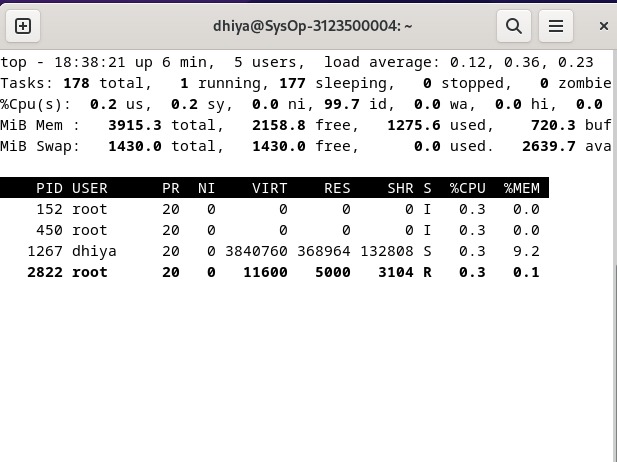 dhiya@SysOp-3123500004: ~
top - 18:38:21 up 6 min,  5 users,  load average: 0.12, 0.36, 0.23
Tasks: 178 total,   1 running, 177 sleeping,   0 stopped,   0 zombie
%Cpu(s):  0.2 us,  0.2 sy,  0.0 ni, 99.7 id,  0.0 wa,  0.0 hi,  0.0
MiB Mem :   3915.3 total,   2158.8 free,   1275.6 used,    720.3 buf
MiB Swap:   1430.0 total,   1430.0 free,      0.0 used.   2639.7 ava
PID USER      PR  NI    VIRT    RES    SHR S  %CPU  %MEM
152 root      20   0       0      0      0 I   0.3   0.0
450 root      20   0       0      0      0 I   0.3   0.0
1267 dhiya     20   0 3840760 368964 132808 S   0.3   9.2
2822 root      20   0   11600   5000   3104 R   0.3   0.1